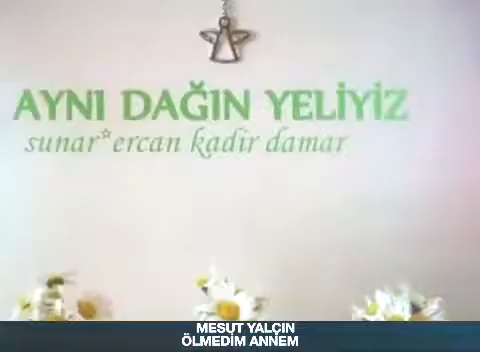 AYNI DAĞIN YELİYİZ
sunar*ercan kadir damar
MESUT YALÇIN
ÖLMEDİM ANNEM